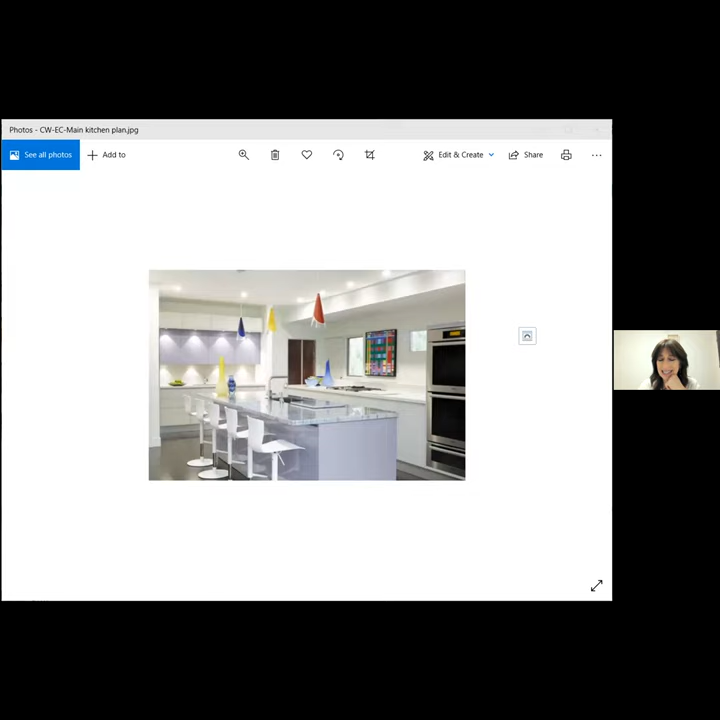 Photos - CW-EC-Main kitchen plan.jpg
See all photos
Add to
Edit & Create
Share